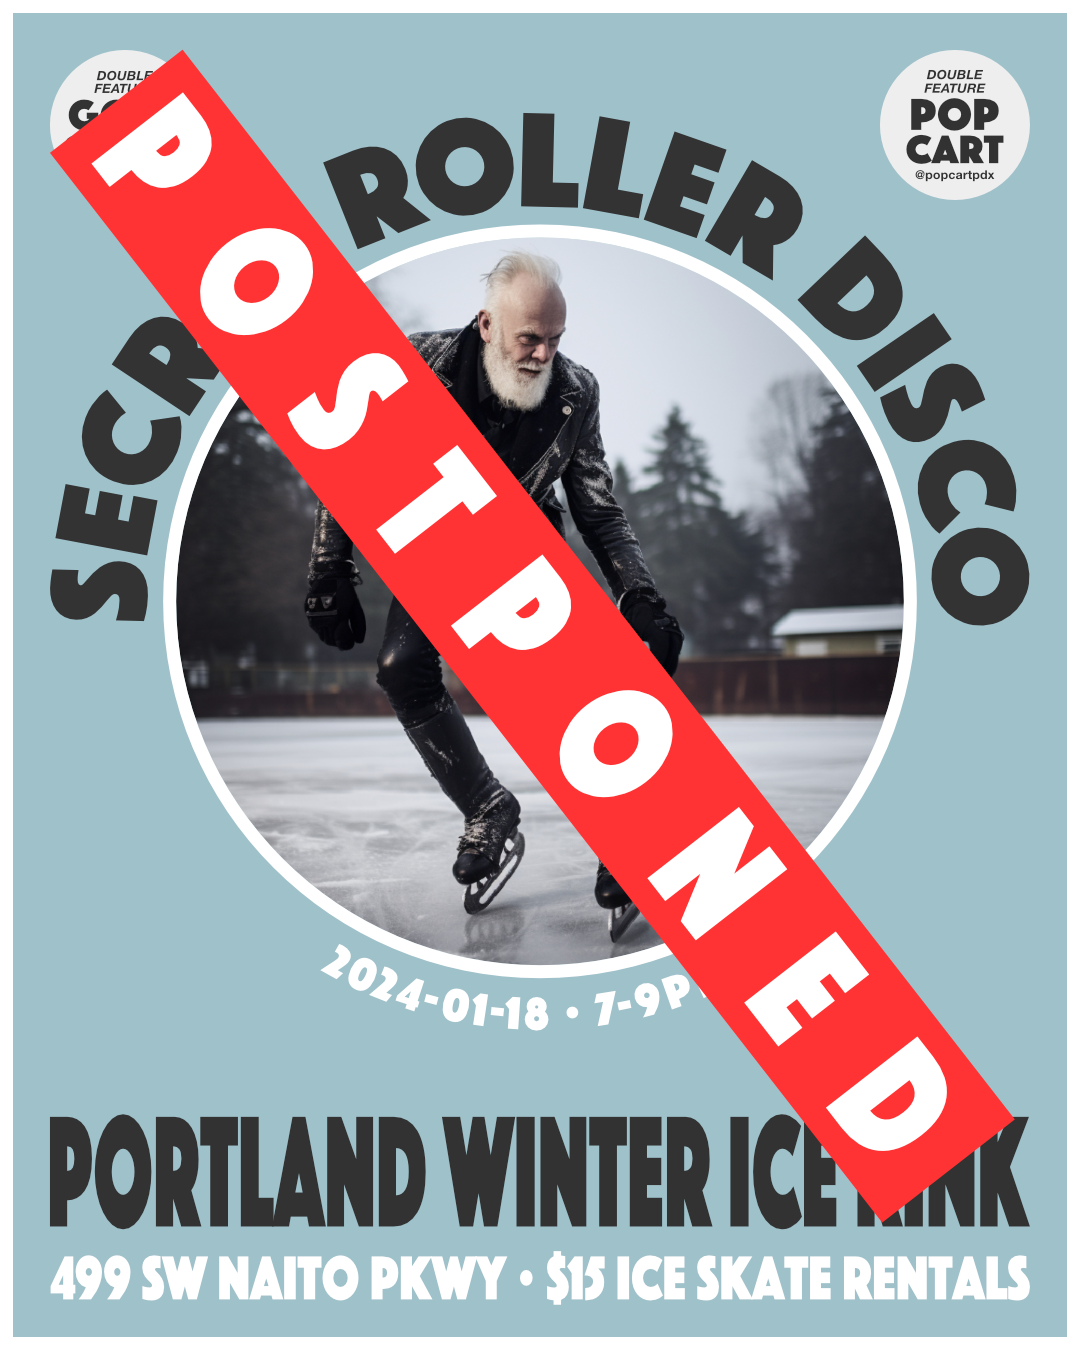 DOUBLE
POP
CART
DOUBLE
FEATURE
@popcartpdx
ROLLER DISCO
POSTPONED
2024-01-18 • 7-9P
PORTLAND WINTER ICE
499 SW NAITO PKWY • $15 ICE SKATE RENTALS